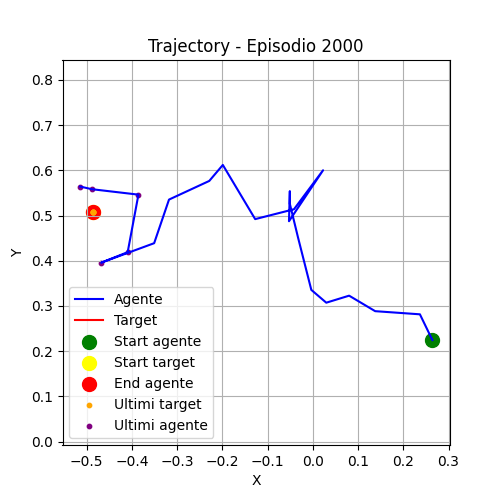 Trajectory - Episodio 2000
0.8
0.7
0.6
0.5
0.4
0.3
0.2
0.1
0.0
Y
Agente
Target
Start agente
Start target
End agente
Ultimi target
Ultimi agente
−0.5 −0.4 −0.3 −0.2 −0.1 0.0 0.1 0.2 0.3
X